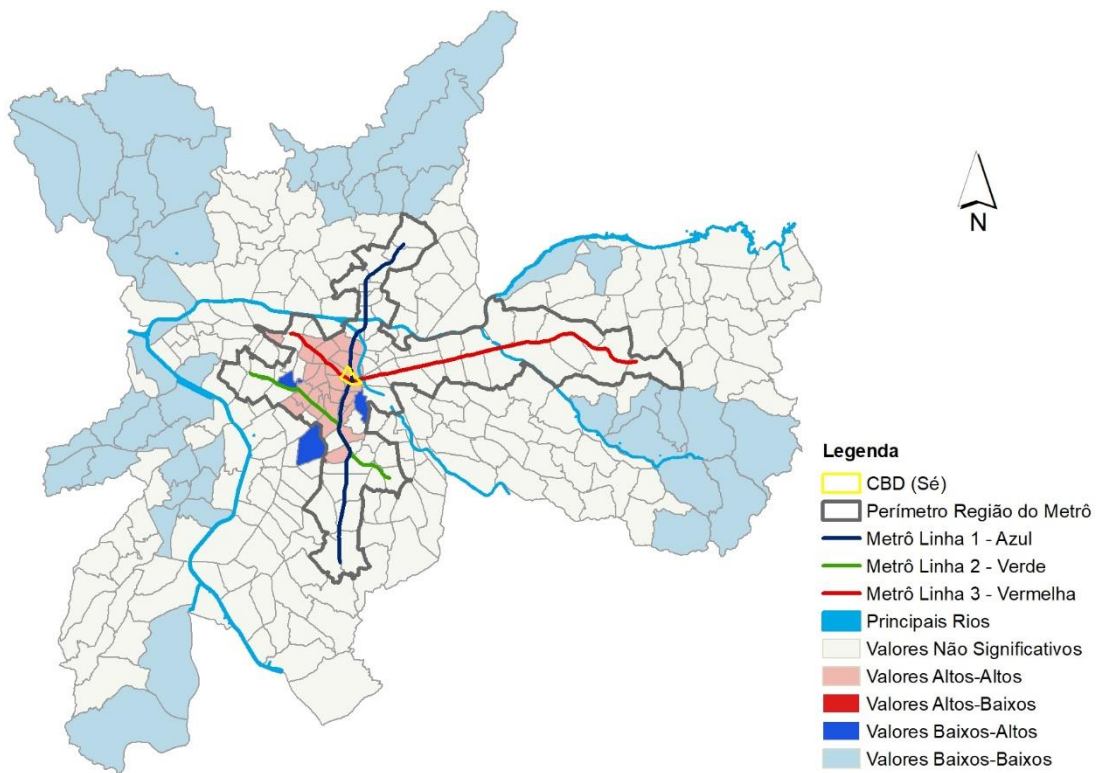 N
Legenda
CBD (Sé)
Perímetro Região do Metrô
Metrô Linha 1 - Azul
Metrô Linha 2 - Verde
Metrô Linha 3 - Vermelha
Principais Rios
Valores Não Significativos
Valores Altos-Altos
Valores Altos-Baixos
Valores Baixos-Altos
Valores Baixos-Baixos